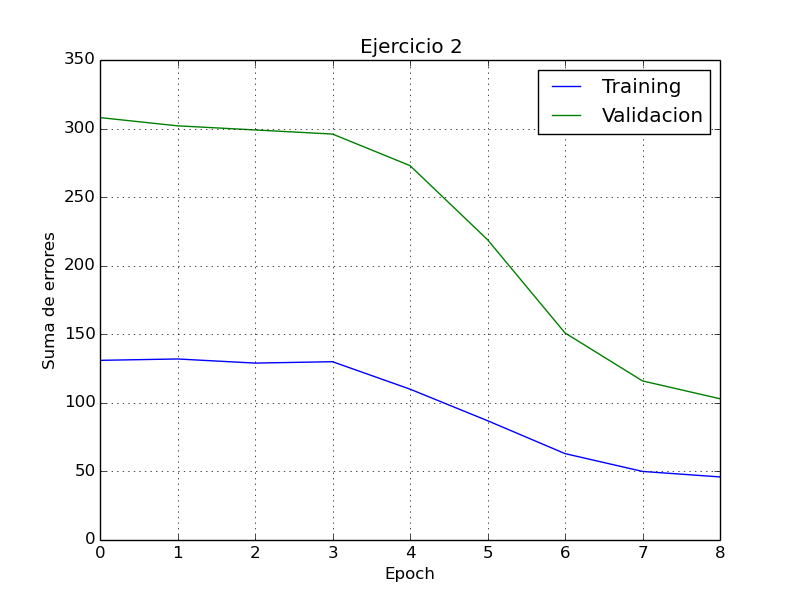 Ejercicio 2
350
300
250
200
150
100
50
0
Suma de errores
Training
Validacion
0 1 2 3 4 5 6 7 8
Epoch